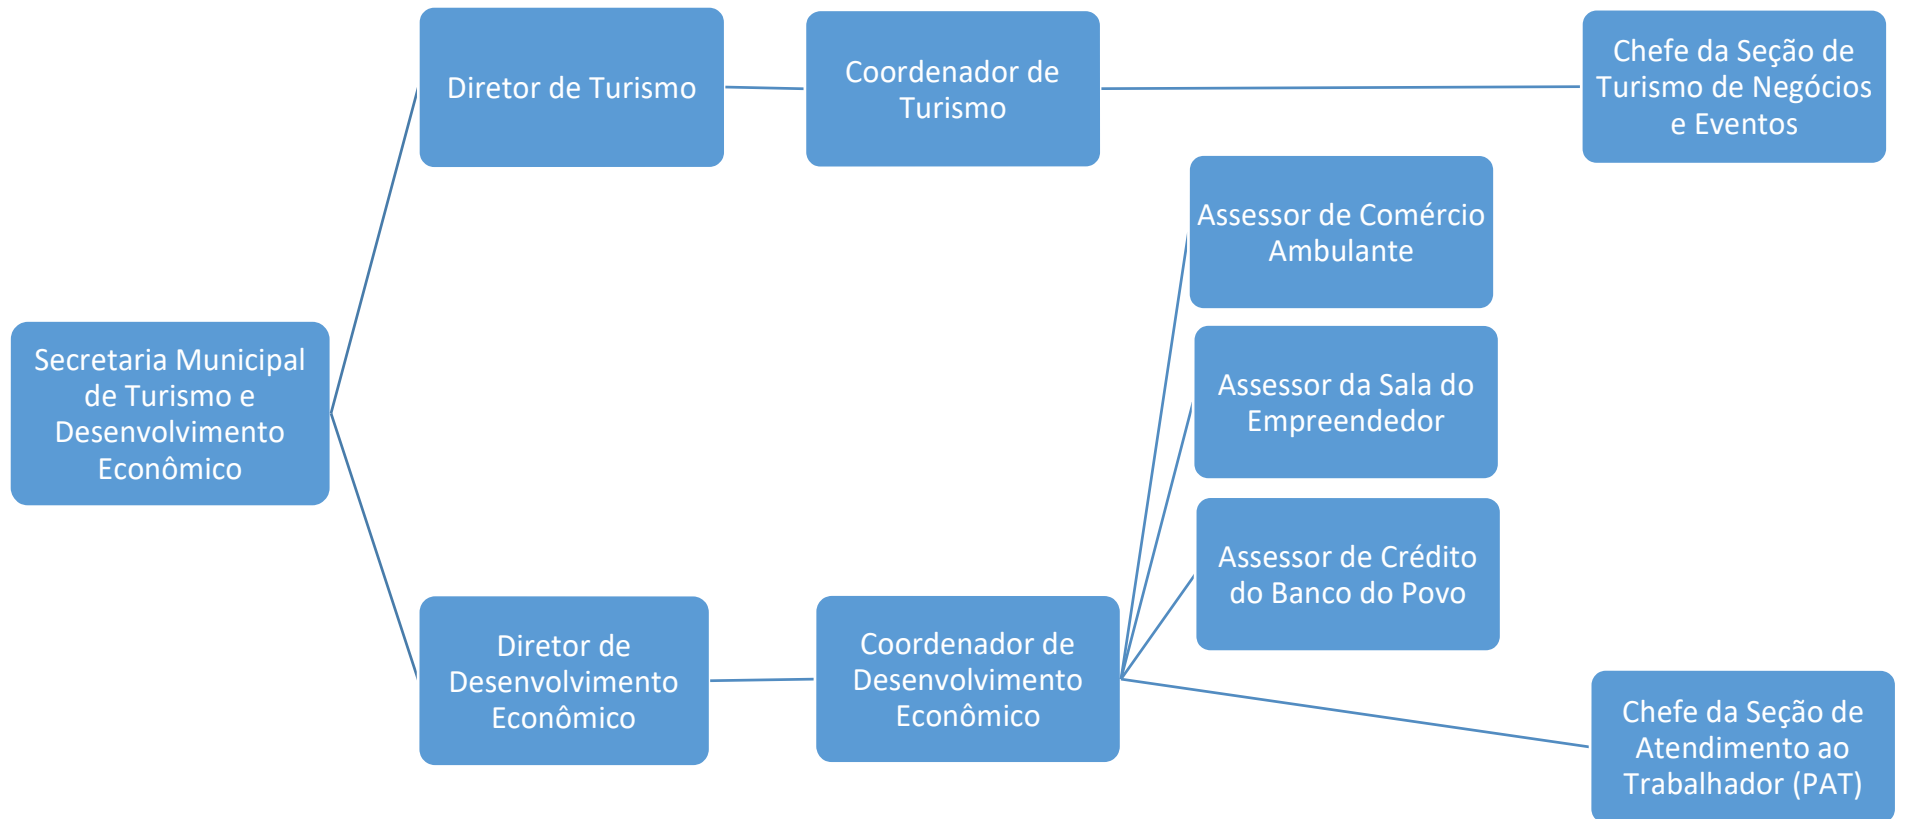 Diretor de Turismo
Coordenador de
Turismo
Chefe da Seção de
Turismo de Negócios
e Eventos
Assessor de Comércio
Ambulante
Secretaria Municipal
de Turismo e
Desenvolvimento
Econômico
Assessor da Sala do
Empreendedor
Assessor de Crédito
do Banco do Povo
Diretor de
Desenvolvimento
Econômico
Coordenador de
Desenvolvimento
Econômico
Chefe da Seção de
Atendimento ao
Trabalhador (PAT)